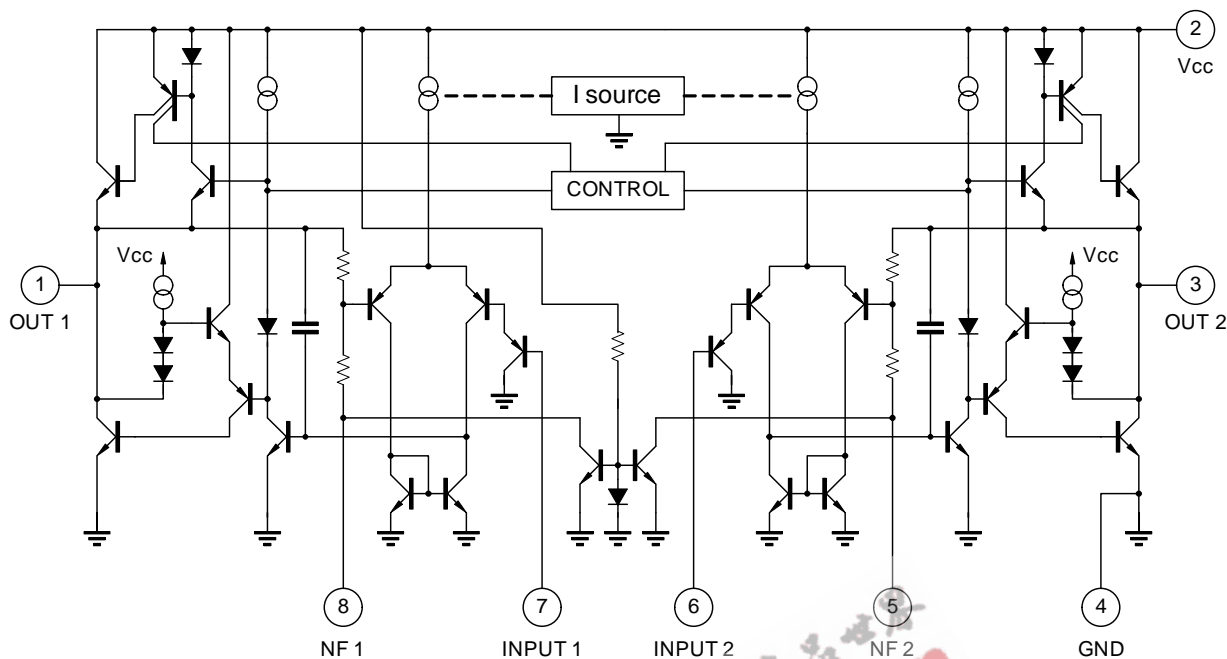 2
Vcc
I source
CONTROL
Vcc
Vcc
1
OUT 1
3
OUT 2
8
7
6
5
4
NF 1
INPUT 1
INPUT 2
NF 2
GND